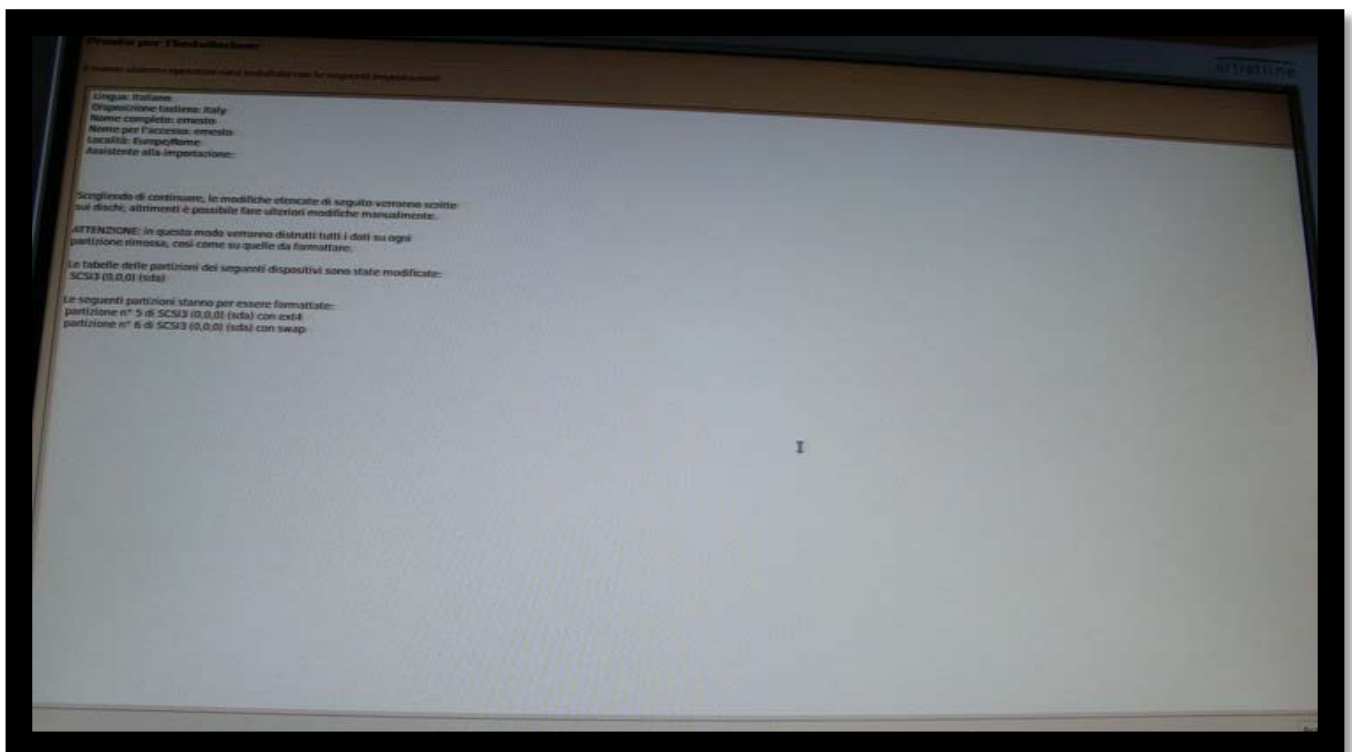 Pronto per l'installazione
Il nuovo sistema operativo sarà installato con le seguenti impostazioni:
artistline
Lingua: Italiano
Disposizione tastiera: Italy
Nome completo: ernesto
Nome per l'accesso: ernesto
Località: Europe/Rome
Assistente alla importazione:
Scegliendo di continuare, le modifiche elencate di seguito verranno scritte
sui dischi; altrimenti è possibile fare ulteriori modifiche manualmente.
ATTENZIONE: in questo modo verranno distrutti tutti i dati su ogni
partizione rimossa, così come su quelle da formattare.
Le tabelle delle partizioni dei seguenti dispositivi sono state modificate:
SCSI3 (0,0,0) (sda)
Le seguenti partizioni stanno per essere formattate:
partizione n° 5 di SCSI3 (0,0,0) (sda) con ext4
partizione n° 6 di SCSI3 (0,0,0) (sda) con swap